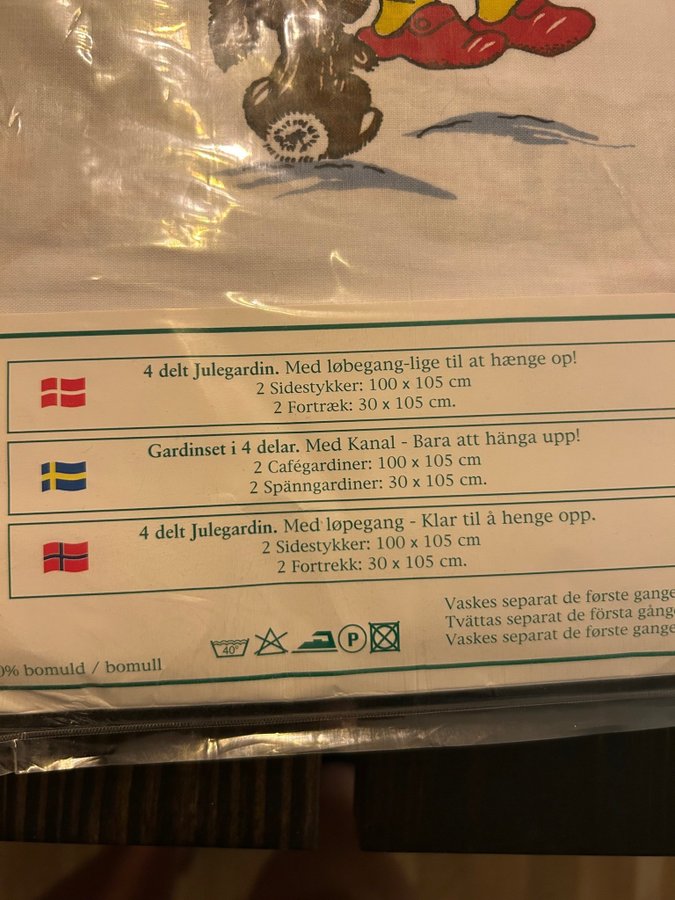 4 delt Julegardin. Med løbegang-lige til at hænge op!
2 Sidestykker: 100 x 105 cm
2 Fortræk: 30 x 105 cm.
Gardinset i 4 delar. Med Kanal - Bara att hänga upp!
2 Cafégardiner: 100 x 105 cm
2 Spänngardiner: 30 x 105 cm.
4 delt Julegardin. Med løpegang - Klar til å henge opp.
2 Sidestykker: 100 x 105 cm
2 Fortrekk: 30 x 105 cm.
Vaskes separat de første gange
Tvättas separat de första gång
Vaskes separat de første gange
40° P
0% bomuld / bomull